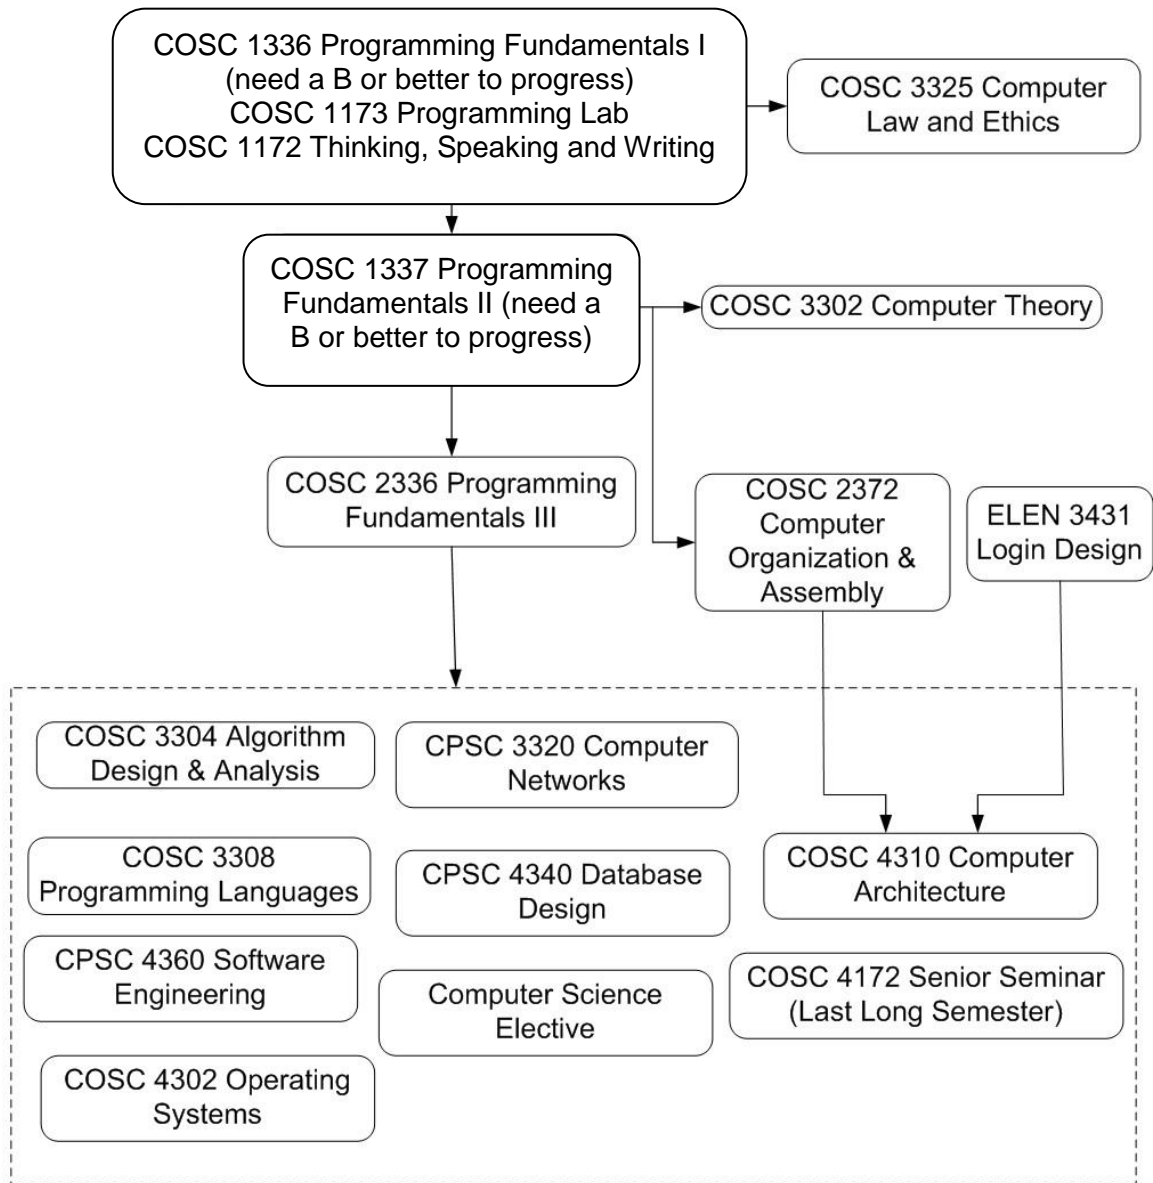 COSC 1336 Programming Fundamentals I
(need a B or better to progress)
COSC 1173 Programming Lab
COSC 1172 Thinking, Speaking and Writing
COSC 3325 Computer
Law and Ethics
COSC 1337 Programming
Fundamentals II (need a
B or better to progress)
COSC 3302 Computer Theory
COSC 2336 Programming
Fundamentals III
COSC 2372
Computer
Organization &
Assembly
ELEN 3431
Login Design
COSC 3304 Algorithm
Design & Analysis
CPSC 3320 Computer
Networks
COSC 3308
Programming Languages
CPSC 4340 Database
Design
COSC 4310 Computer
Architecture
CPSC 4360 Software
Engineering
Computer Science
Elective
COSC 4172 Senior Seminar
(Last Long Semester)
COSC 4302 Operating
Systems